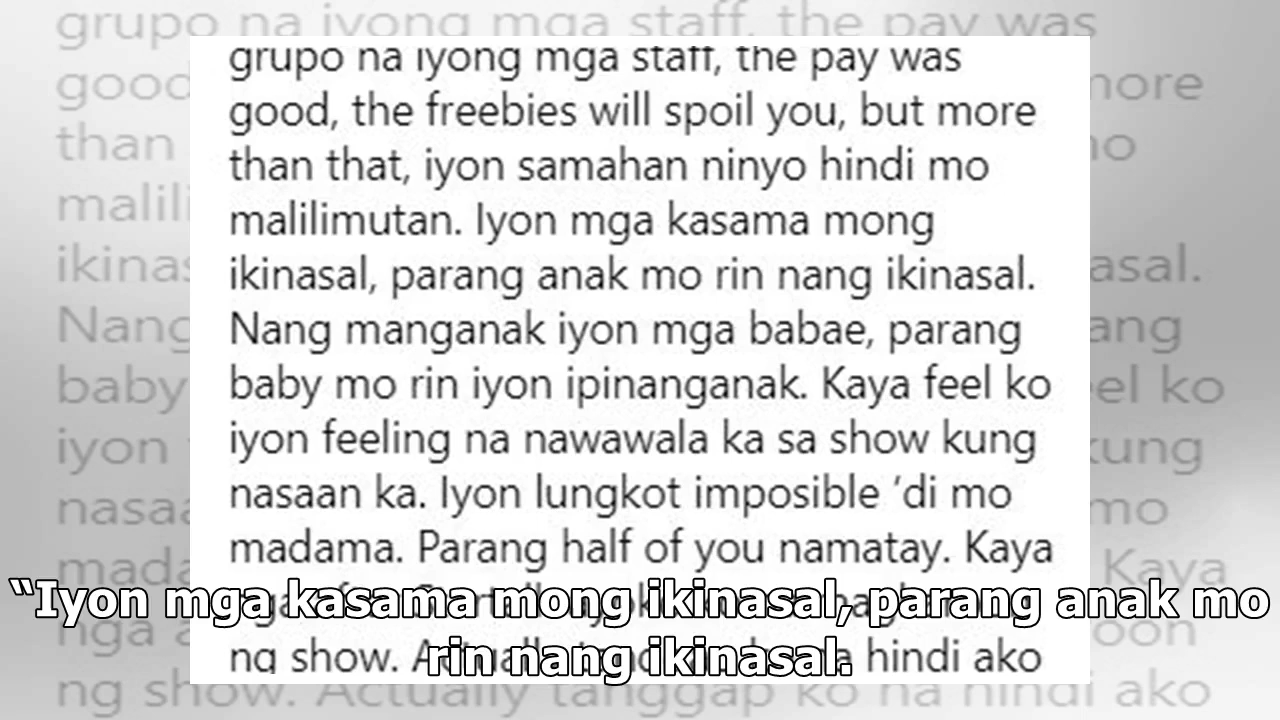 grupo na iyong mga staff, the pay was
good, the freebies will spoil you, but more
than that, iyon samahan ninyo hindi mo
malilimutan. Iyon mga kasama mong
ikinasal, parang anak mo rin nang ikinasal.
Nang manganak iyon mga babae, parang
baby mo rin iyon ipinanganak. Kaya feel ko
iyon feeling na nawawala ka sa show kung
nasaan ka. Iyon lungkot imposible ‘di mo
madama. Parang half of you namatay. Kaya
“Iyon mga kasama mong ikinasal, parang anak mo
rin nang ikinasal.
ng show. Actually tanggap ko na hindi ako